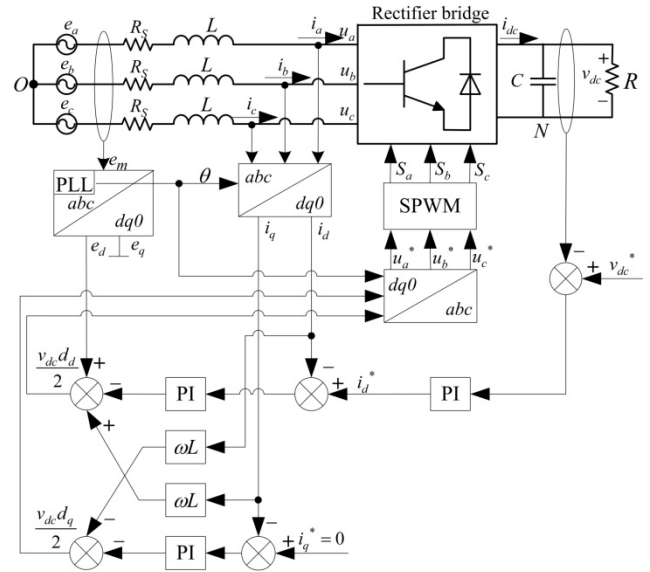 Rectifier bridge
e_a R_S L i_a u_a i_dc
O e_b R_S L i_b u_b C v_dc + − R
e_c R_S L i_c u_c N
e_m S_a S_b S_c
PLL abc dq0 θ abc dq0
SPWM
e_d e_q i_q i_d u_a* u_b* u_c* − + v_dc*
dq0 abc
v_dc d_d / 2 + − + PI − + i_d* PI
ωL
ωL
v_dc d_q / 2 − − PI − + i_q* = 0